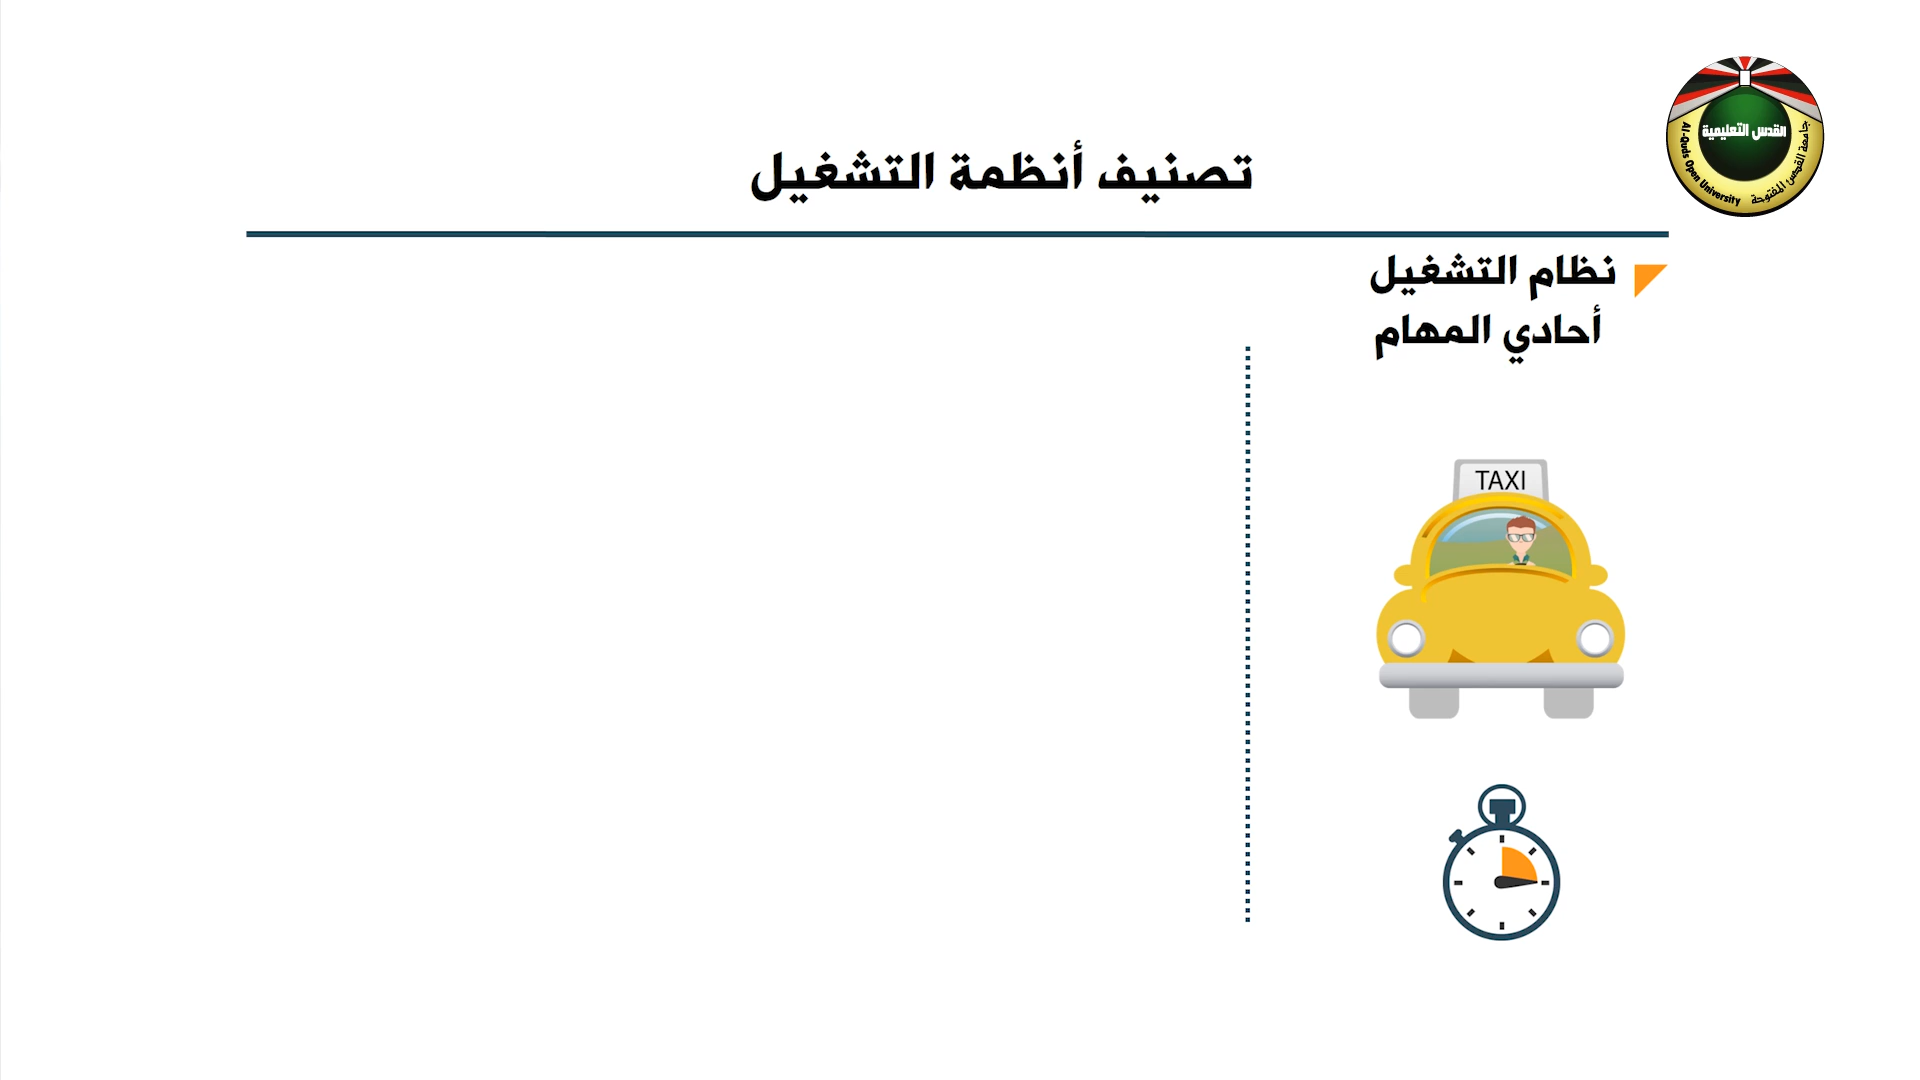 تصنيف أنظمة التشغيل
نظام التشغيل
أحادي المهام
TAXI
القدس التعليمية
جامعة القدس المفتوحة
Al-Quds Open University